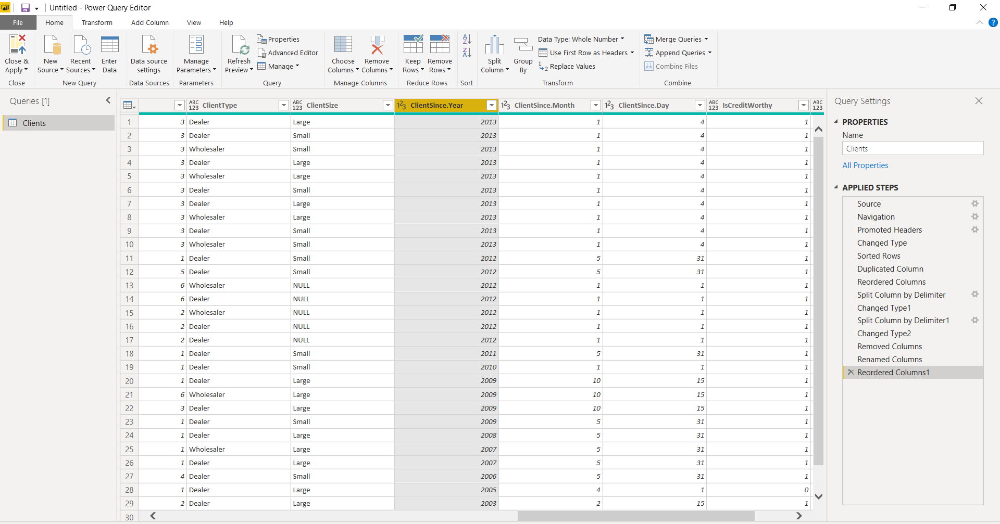 Untitled - Power Query Editor
File Home Transform Add Column View Help ?
Close & Apply
Close
New Source
Recent Sources
Enter Data
New Query
Data source settings
Data Sources
Manage Parameters
Parameters
Refresh Preview
Properties
Advanced Editor
Manage
Query
Choose Columns
Remove Columns
Manage Columns
Keep Rows
Remove Rows
Reduce Rows
A Z
Z A
Sort
Split Column
Group By
Data Type: Whole Number
Use First Row as Headers
1 2 Replace Values
Transform
Merge Queries
Append Queries
Combine Files
Combine
Queries [1]
Clients
ABC 123 ClientType ABC 123 ClientSize 123 ClientSince.Year 123 ClientSince.Month 123 ClientSince.Day ABC 123 IsCreditWorthy ABC 123
1 3 Dealer Large 2013 1 4 1
2 3 Dealer Small 2013 1 4 1
3 3 Wholesaler Small 2013 1 4 1
4 3 Dealer Large 2013 1 4 1
5 3 Wholesaler Large 2013 1 4 1
6 3 Dealer Small 2013 1 4 1
7 3 Dealer Large 2013 1 4 1
8 3 Wholesaler Large 2013 1 4 1
9 3 Dealer Small 2013 1 4 1
10 3 Wholesaler Small 2013 1 4 1
11 1 Dealer Small 2012 5 31 1
12 5 Dealer Small 2012 5 31 1
13 6 Wholesaler NULL 2012 1 1 1
14 6 Dealer NULL 2012 1 1 1
15 2 Wholesaler NULL 2012 1 1 1
16 2 Dealer NULL 2012 1 1 1
17 2 Dealer NULL 2012 1 1 1
18 1 Dealer Small 2011 5 31 1
19 1 Dealer Small 2010 1 1 1
20 1 Dealer Large 2009 10 15 1
21 6 Wholesaler Large 2009 10 15 1
22 3 Dealer Large 2009 10 15 1
23 1 Dealer Small 2009 5 31 1
24 1 Dealer Large 2008 5 31 1
25 1 Wholesaler Large 2007 5 31 1
26 1 Dealer Large 2007 5 31 1
27 4 Dealer Small 2006 5 31 1
28 1 Dealer Large 2005 4 1 0
29 2 Dealer Large 2003 2 15 1
30
Query Settings
PROPERTIES
Name
Clients
All Properties
APPLIED STEPS
Source
Navigation
Promoted Headers
Changed Type
Sorted Rows
Duplicated Column
Reordered Columns
Split Column by Delimiter
Changed Type1
Split Column by Delimiter1
Changed Type2
Removed Columns
Renamed Columns
Reordered Columns1